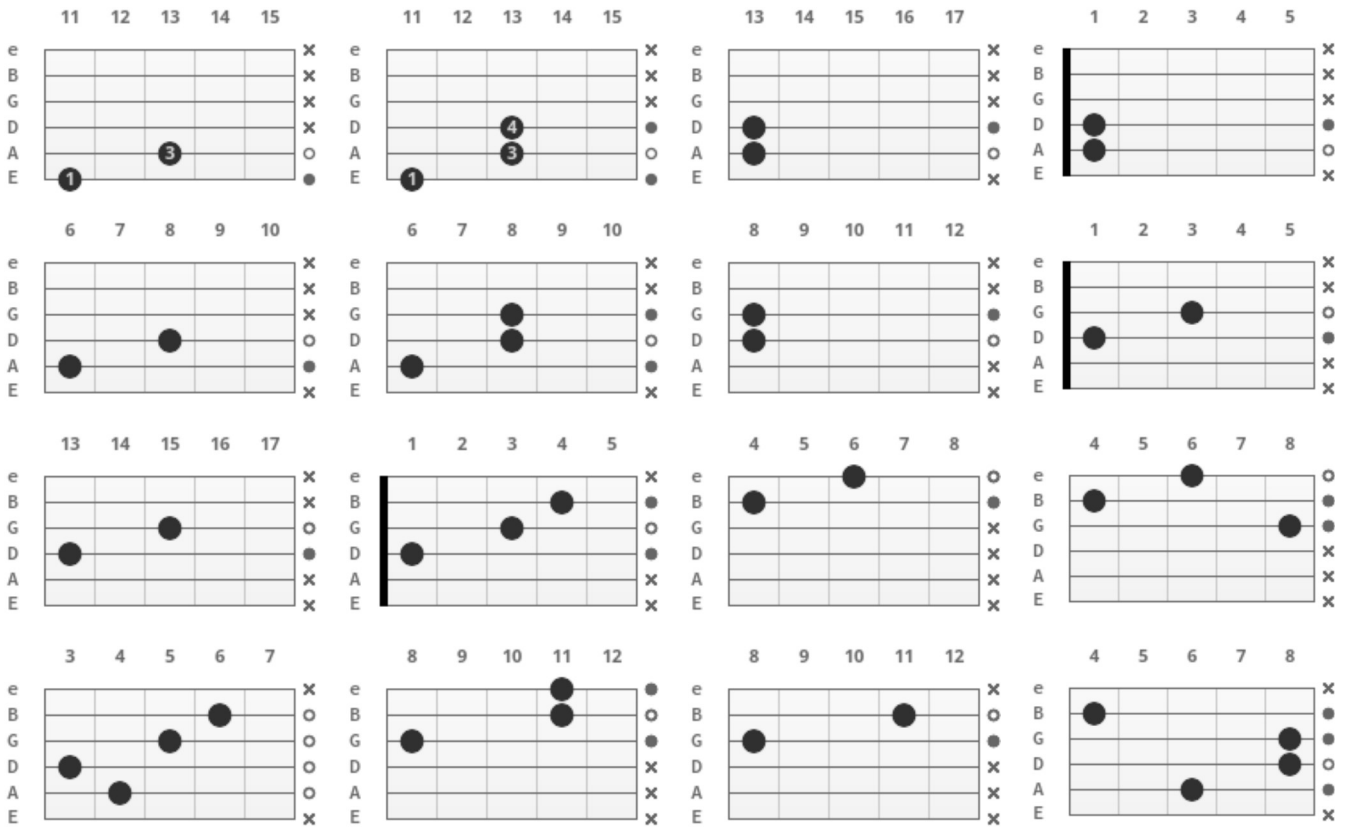 11 12 13 14 15 11 12 13 14 15 13 14 15 16 17 1 2 3 4 5
e × e × e × e ×
B × B × B × B ×
G × G × G × G ×
D × D 4 D D
A 3 A 3 A A
E 1 E 1 E × E ×
6 7 8 9 10 6 7 8 9 10 8 9 10 11 12 1 2 3 4 5
e × e × e × e ×
B × B × B × B ×
G × G G G
D D D D
A A A × A ×
E × E × E × E ×
13 14 15 16 17 1 2 3 4 5 4 5 6 7 8 4 5 6 7 8
e × e × e e
B × B B B
G G G × G
D D D × D ×
A × A × A × A ×
E × E × E × E ×
3 4 5 6 7 8 9 10 11 12 8 9 10 11 12 4 5 6 7 8
e × e e × e ×
B B B B
G G G G
D D × D × D
A A × A × A
E × E × E × E ×